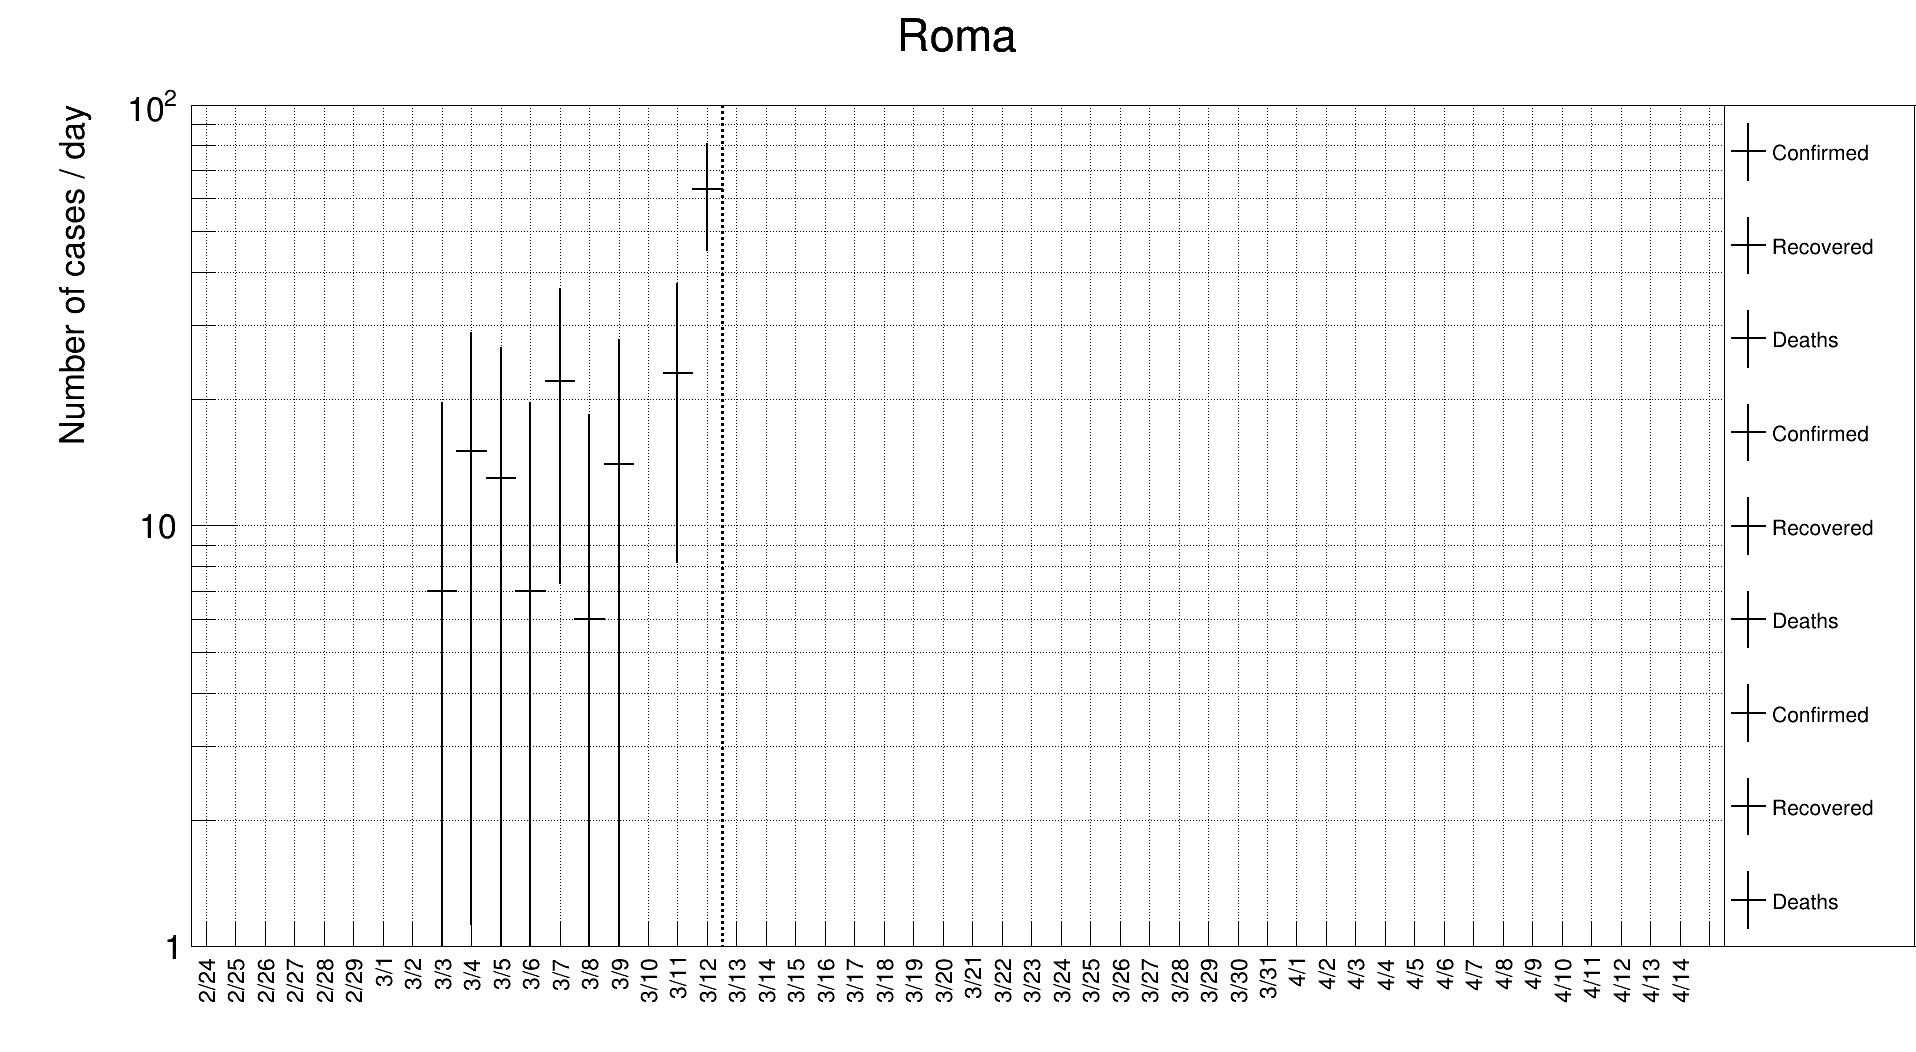 Roma
Number of cases / day
10²
10
1
2/24 2/25 2/26 2/27 2/28 2/29 3/1 3/2 3/3 3/4 3/5 3/6 3/7 3/8 3/9 3/10 3/11 3/12 3/13 3/14 3/15 3/16 3/17 3/18 3/19 3/20 3/21 3/22 3/23 3/24 3/25 3/26 3/27 3/28 3/29 3/30 3/31 4/1 4/2 4/3 4/4 4/5 4/6 4/7 4/8 4/9 4/10 4/11 4/12 4/13 4/14
Confirmed
Recovered
Deaths
Confirmed
Recovered
Deaths
Confirmed
Recovered
Deaths